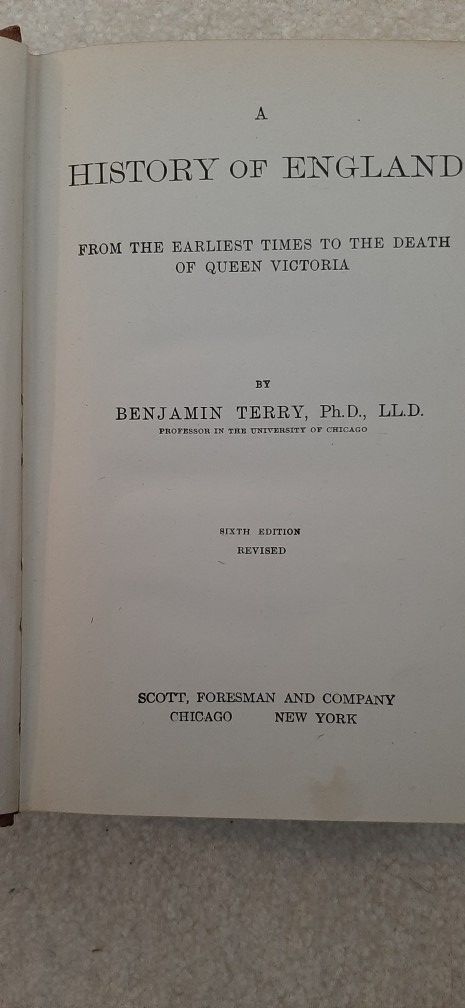 A
HISTORY OF ENGLAND
FROM THE EARLIEST TIMES TO THE DEATH
OF QUEEN VICTORIA
BY
BENJAMIN TERRY, Ph.D., LL.D.
PROFESSOR IN THE UNIVERSITY OF CHICAGO
SIXTH EDITION
REVISED
SCOTT, FORESMAN AND COMPANY
CHICAGO NEW YORK